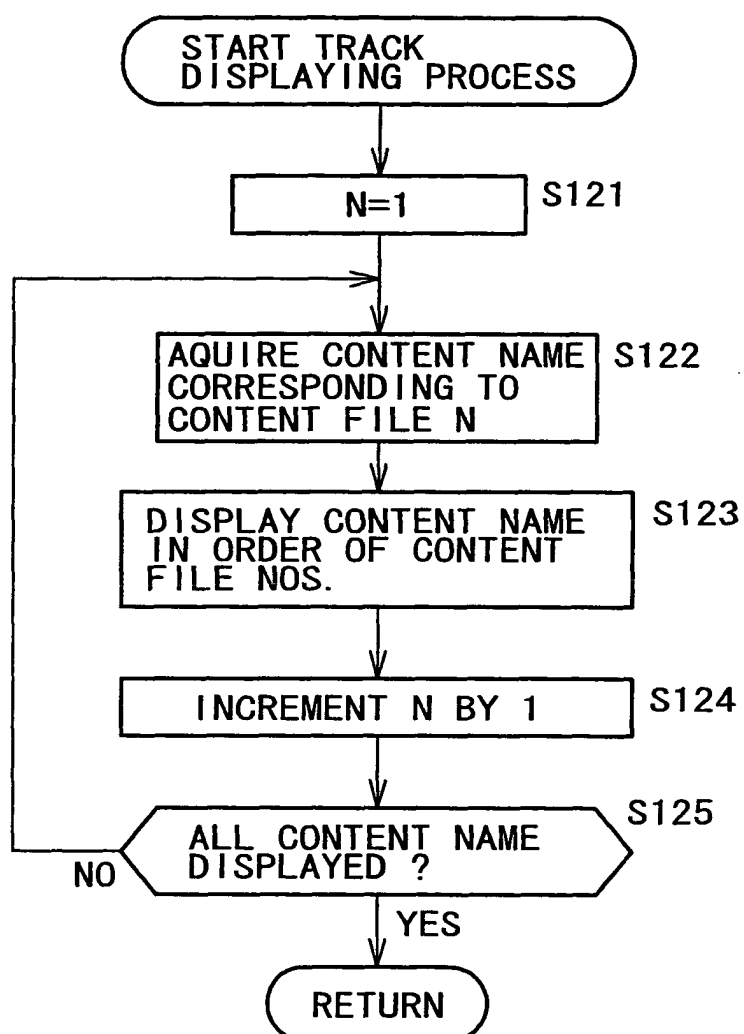 START TRACK
DISPLAYING PROCESS
N=1
S121
AQUIRE CONTENT NAME
CORRESPONDING TO
CONTENT FILE N
S122
DISPLAY CONTENT NAME
IN ORDER OF CONTENT
FILE NOS.
S123
INCREMENT N BY 1
S124
ALL CONTENT NAME
DISPLAYED ?
S125
NO
YES
RETURN